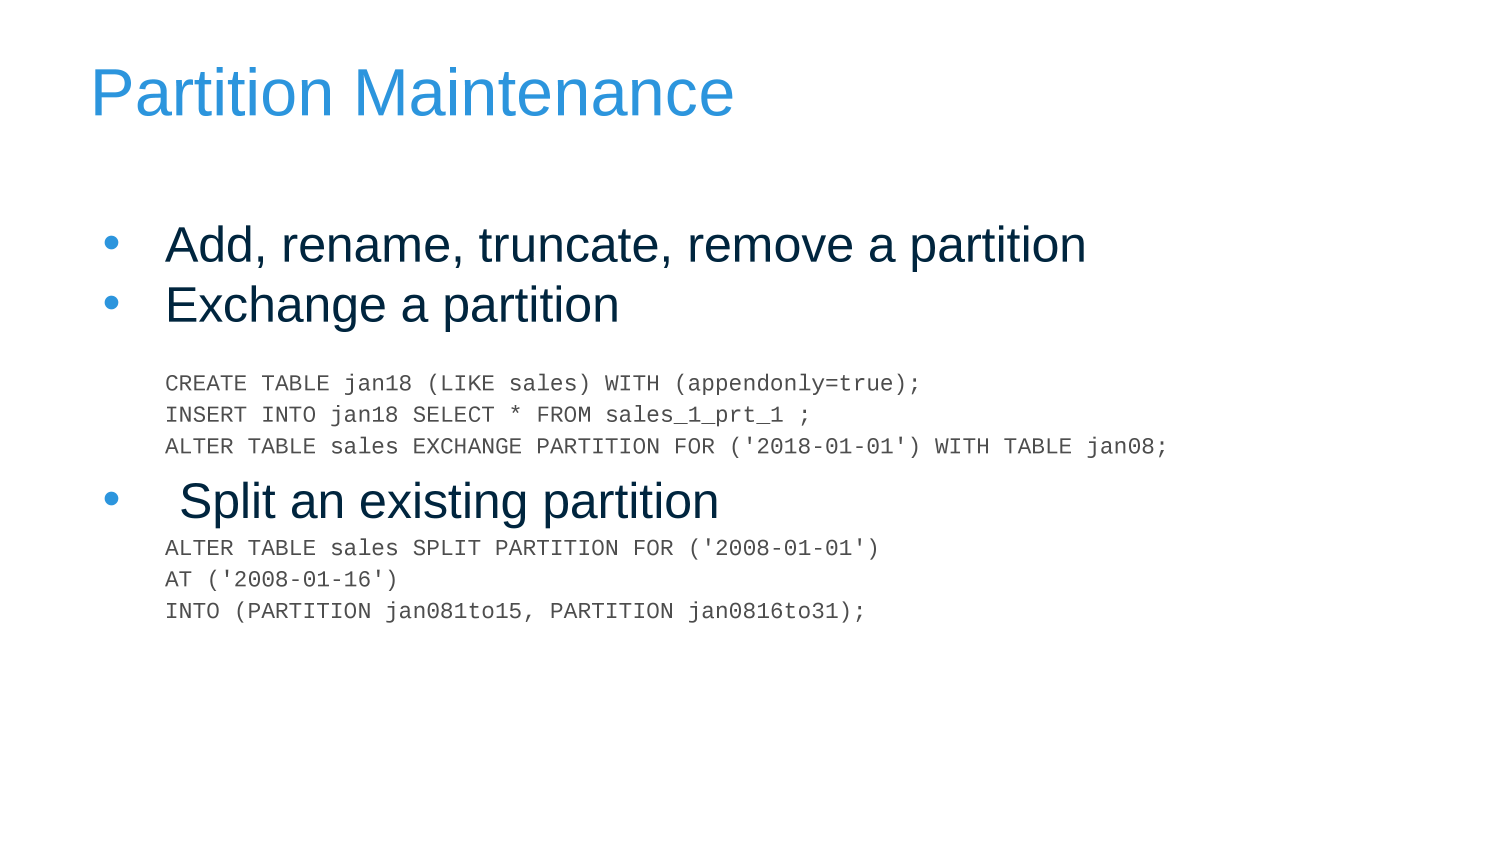 Partition Maintenance
• Add, rename, truncate, remove a partition
• Exchange a partition
CREATE TABLE jan18 (LIKE sales) WITH (appendonly=true);
INSERT INTO jan18 SELECT * FROM sales_1_prt_1 ;
ALTER TABLE sales EXCHANGE PARTITION FOR ('2018-01-01') WITH TABLE jan08;
• Split an existing partition
ALTER TABLE sales SPLIT PARTITION FOR ('2008-01-01')
AT ('2008-01-16')
INTO (PARTITION jan081to15, PARTITION jan0816to31);